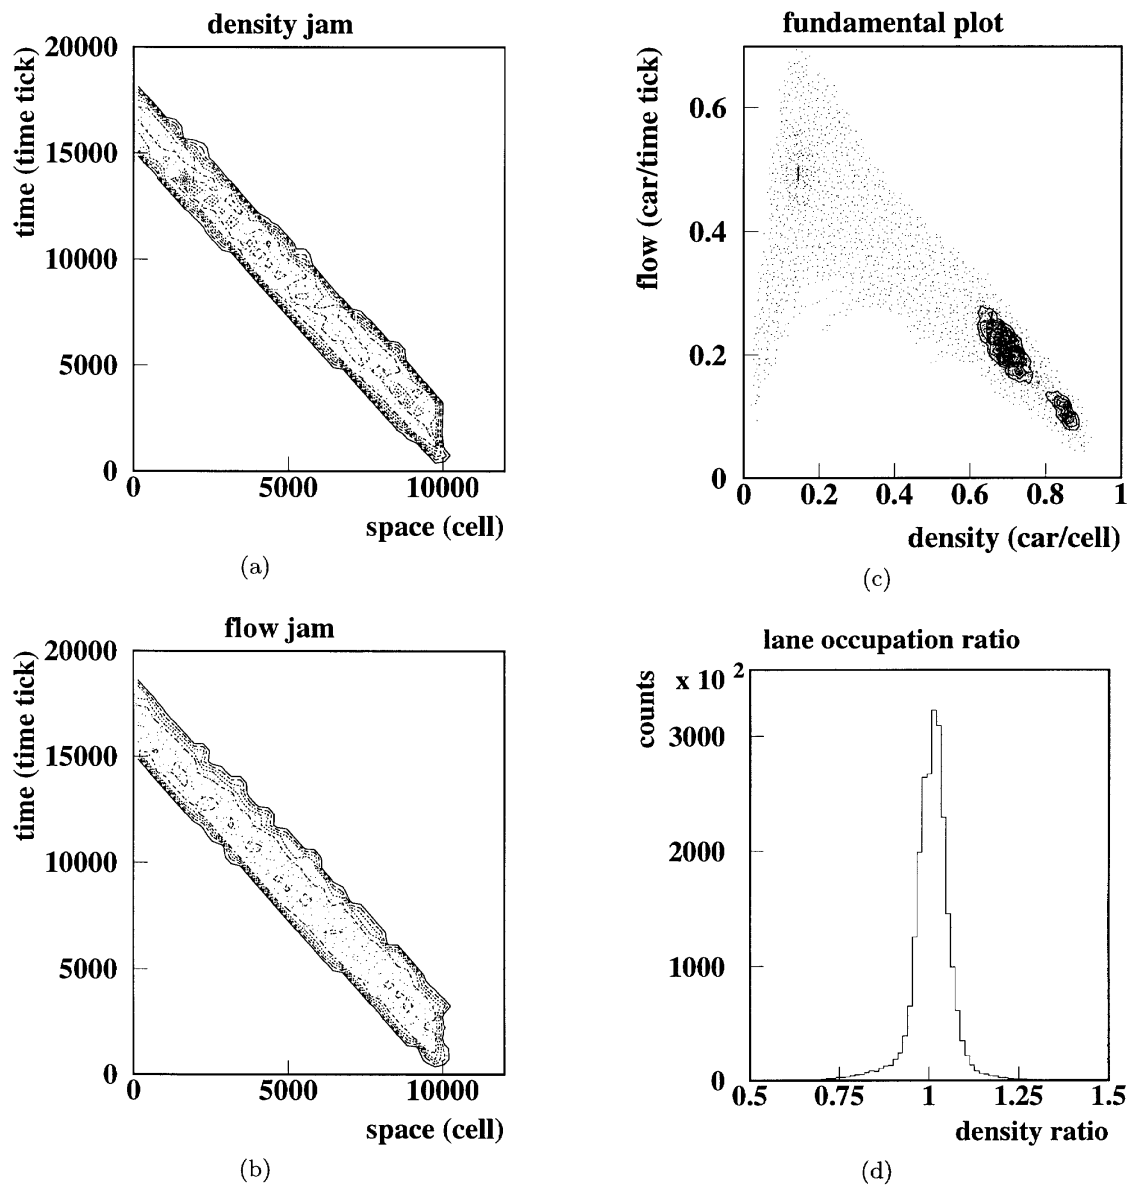 density jam
20000
15000
10000
5000
0
time (time tick)
0 5000 10000
space (cell)
(a)
fundamental plot
0.6
0.4
0.2
0
flow (car/time tick)
0 0.2 0.4 0.6 0.8 1
density (car/cell)
(c)
flow jam
20000
15000
10000
5000
0
time (time tick)
0 5000 10000
space (cell)
(b)
lane occupation ratio
x 10 2
3000
2000
1000
0
counts
0.5 0.75 1 1.25 1.5
density ratio
(d)